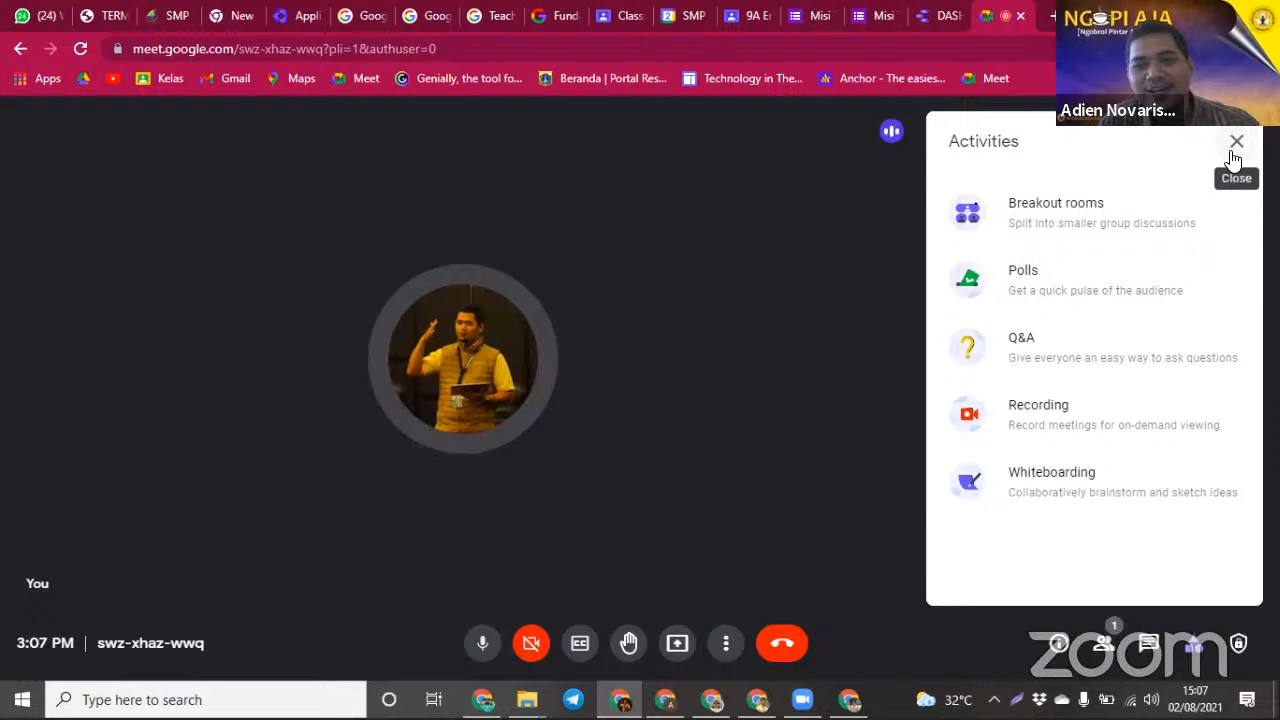 (24)
TERM
SMP
New
Appli
Goog
Goog
Teach
Fund
Class
SMP
9A E
Misi
Misi
DASH
NGOPI AJA
[Ngobrol Pintar
meet.google.com/swz-xhaz-wwq?pli=1&authuser=0
Apps
Kelas
Gmail
Maps
Meet
Genially, the tool fo...
Beranda | Portal Res...
Technology in The...
Anchor - The easies...
Meet
Adien Novaris...
Activities
Close
Breakout rooms
Split into smaller group discussions
Polls
Get a quick pulse of the audience
Q&A
Give everyone an easy way to ask questions
Recording
Record meetings for on-demand viewing
Whiteboarding
Collaboratively brainstorm and sketch ideas
You
3:07 PM | swz-xhaz-wwq
1
zoom
Type here to search
32°C
15:07
02/08/2021